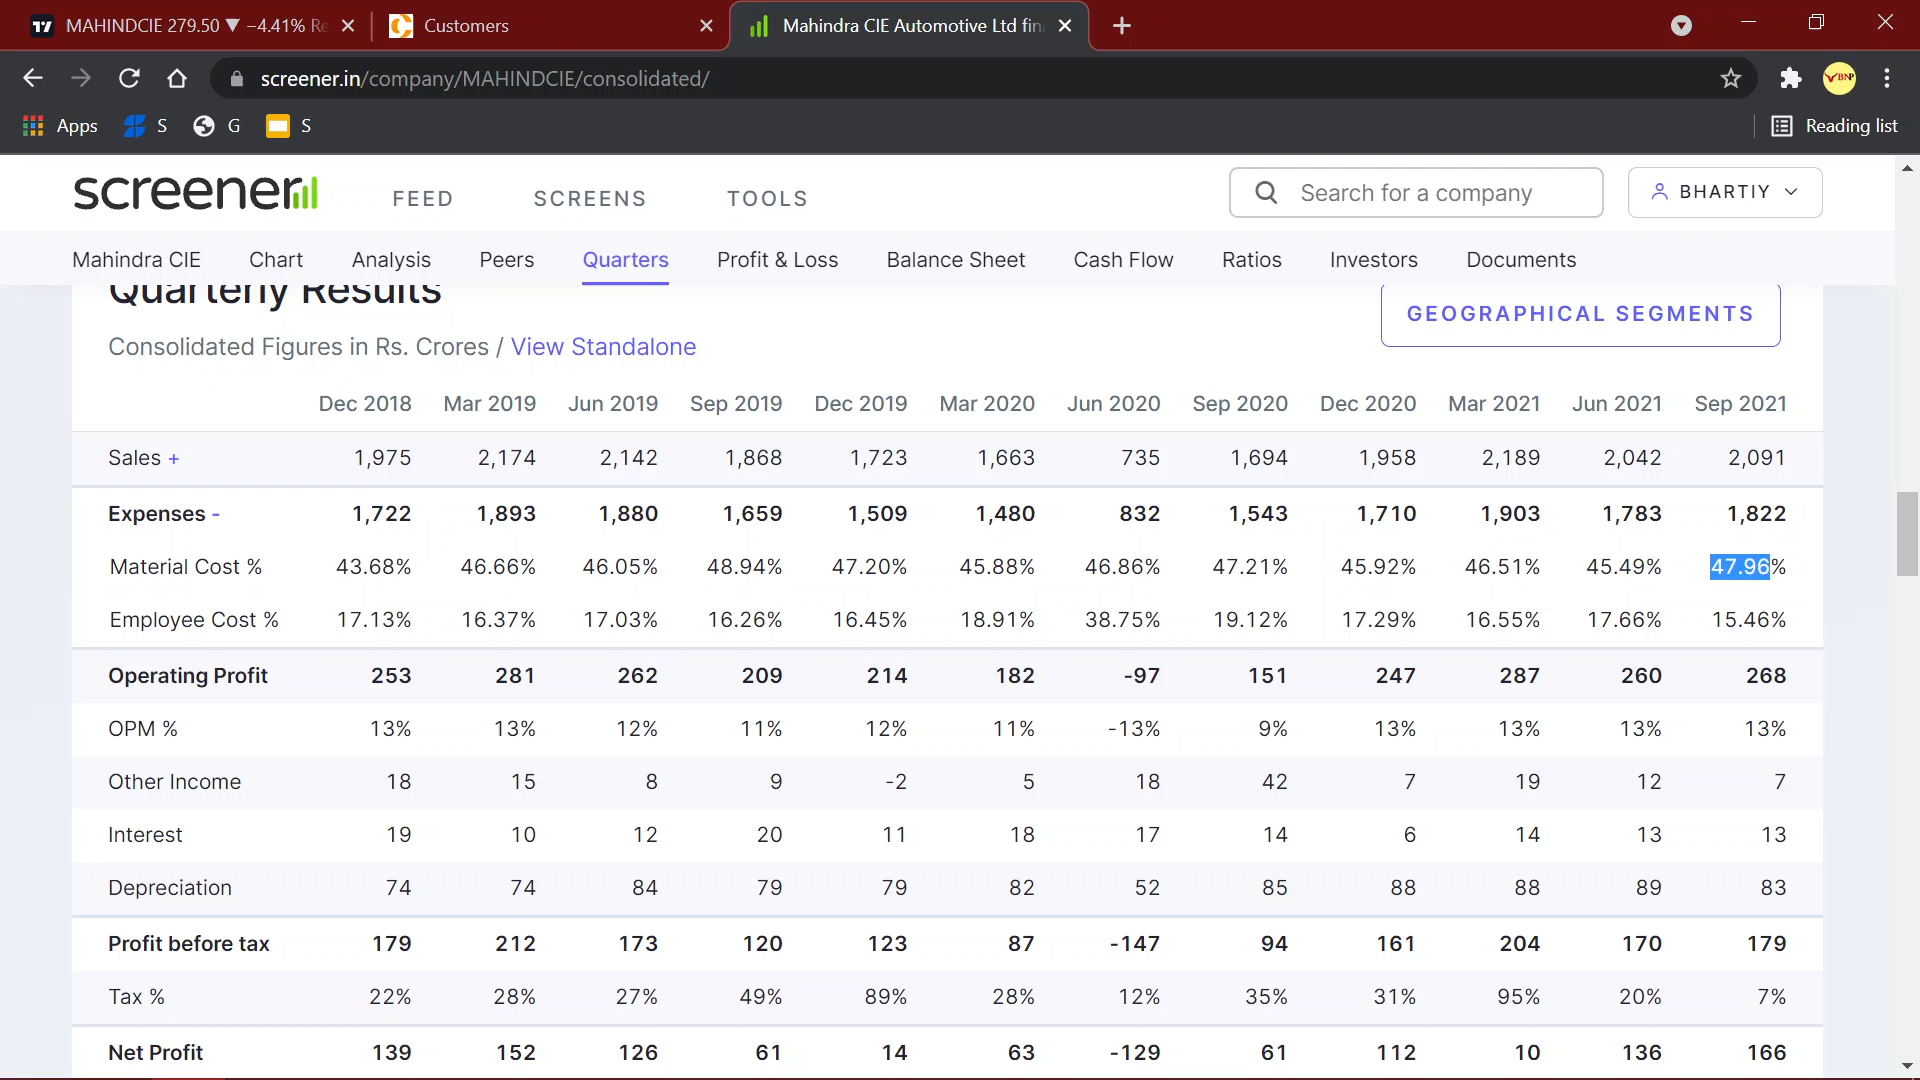 MAHINDCIE 279.50 ▼ −4.41% Re
Customers
Mahindra CIE Automotive Ltd fin
screener.in/company/MAHINDCIE/consolidated/
BNP
Apps S G S Reading list
screener
FEED SCREENS TOOLS
Search for a company
BHARTIY
Mahindra CIE Chart Analysis Peers Quarters Profit & Loss Balance Sheet Cash Flow Ratios Investors Documents
Quarterly Results
GEOGRAPHICAL SEGMENTS
Consolidated Figures in Rs. Crores / View Standalone
Dec 2018 Mar 2019 Jun 2019 Sep 2019 Dec 2019 Mar 2020 Jun 2020 Sep 2020 Dec 2020 Mar 2021 Jun 2021 Sep 2021
Sales + 1,975 2,174 2,142 1,868 1,723 1,663 735 1,694 1,958 2,189 2,042 2,091
Expenses - 1,722 1,893 1,880 1,659 1,509 1,480 832 1,543 1,710 1,903 1,783 1,822
Material Cost % 43.68% 46.66% 46.05% 48.94% 47.20% 45.88% 46.86% 47.21% 45.92% 46.51% 45.49% 47.96%
Employee Cost % 17.13% 16.37% 17.03% 16.26% 16.45% 18.91% 38.75% 19.12% 17.29% 16.55% 17.66% 15.46%
Operating Profit 253 281 262 209 214 182 -97 151 247 287 260 268
OPM % 13% 13% 12% 11% 12% 11% -13% 9% 13% 13% 13% 13%
Other Income 18 15 8 9 -2 5 18 42 7 19 12 7
Interest 19 10 12 20 11 18 17 14 6 14 13 13
Depreciation 74 74 84 79 79 82 52 85 88 88 89 83
Profit before tax 179 212 173 120 123 87 -147 94 161 204 170 179
Tax % 22% 28% 27% 49% 89% 28% 12% 35% 31% 95% 20% 7%
Net Profit 139 152 126 61 14 63 -129 61 112 10 136 166